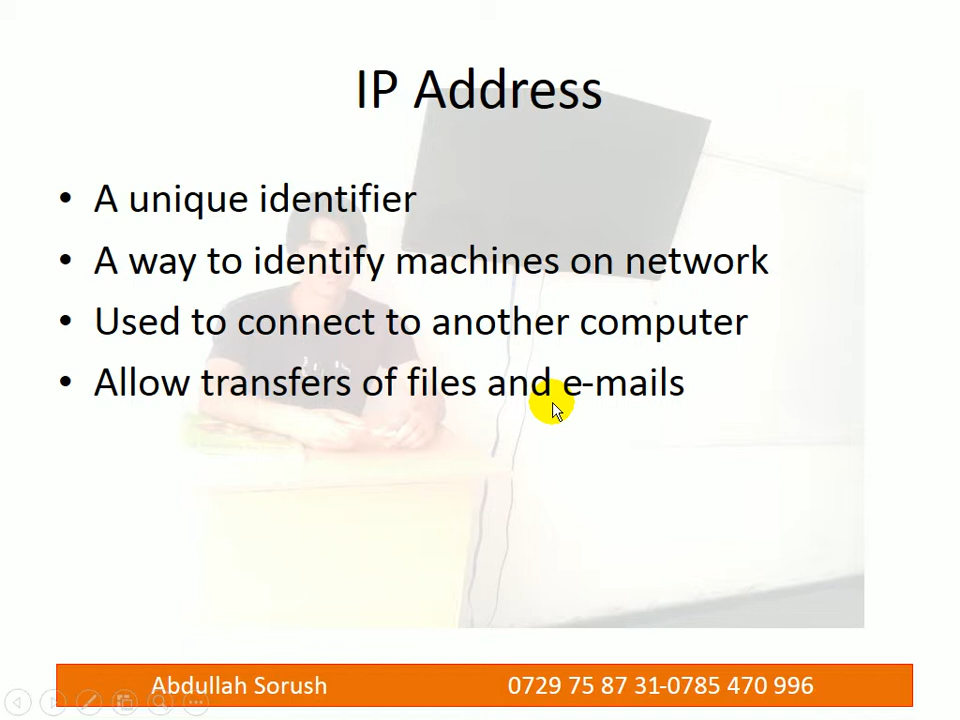 IP Address
• A unique identifier
• A way to identify machines on network
• Used to connect to another computer
• Allow transfers of files and e-mails
Abdullah Sorush 0729 75 87 31-0785 470 996